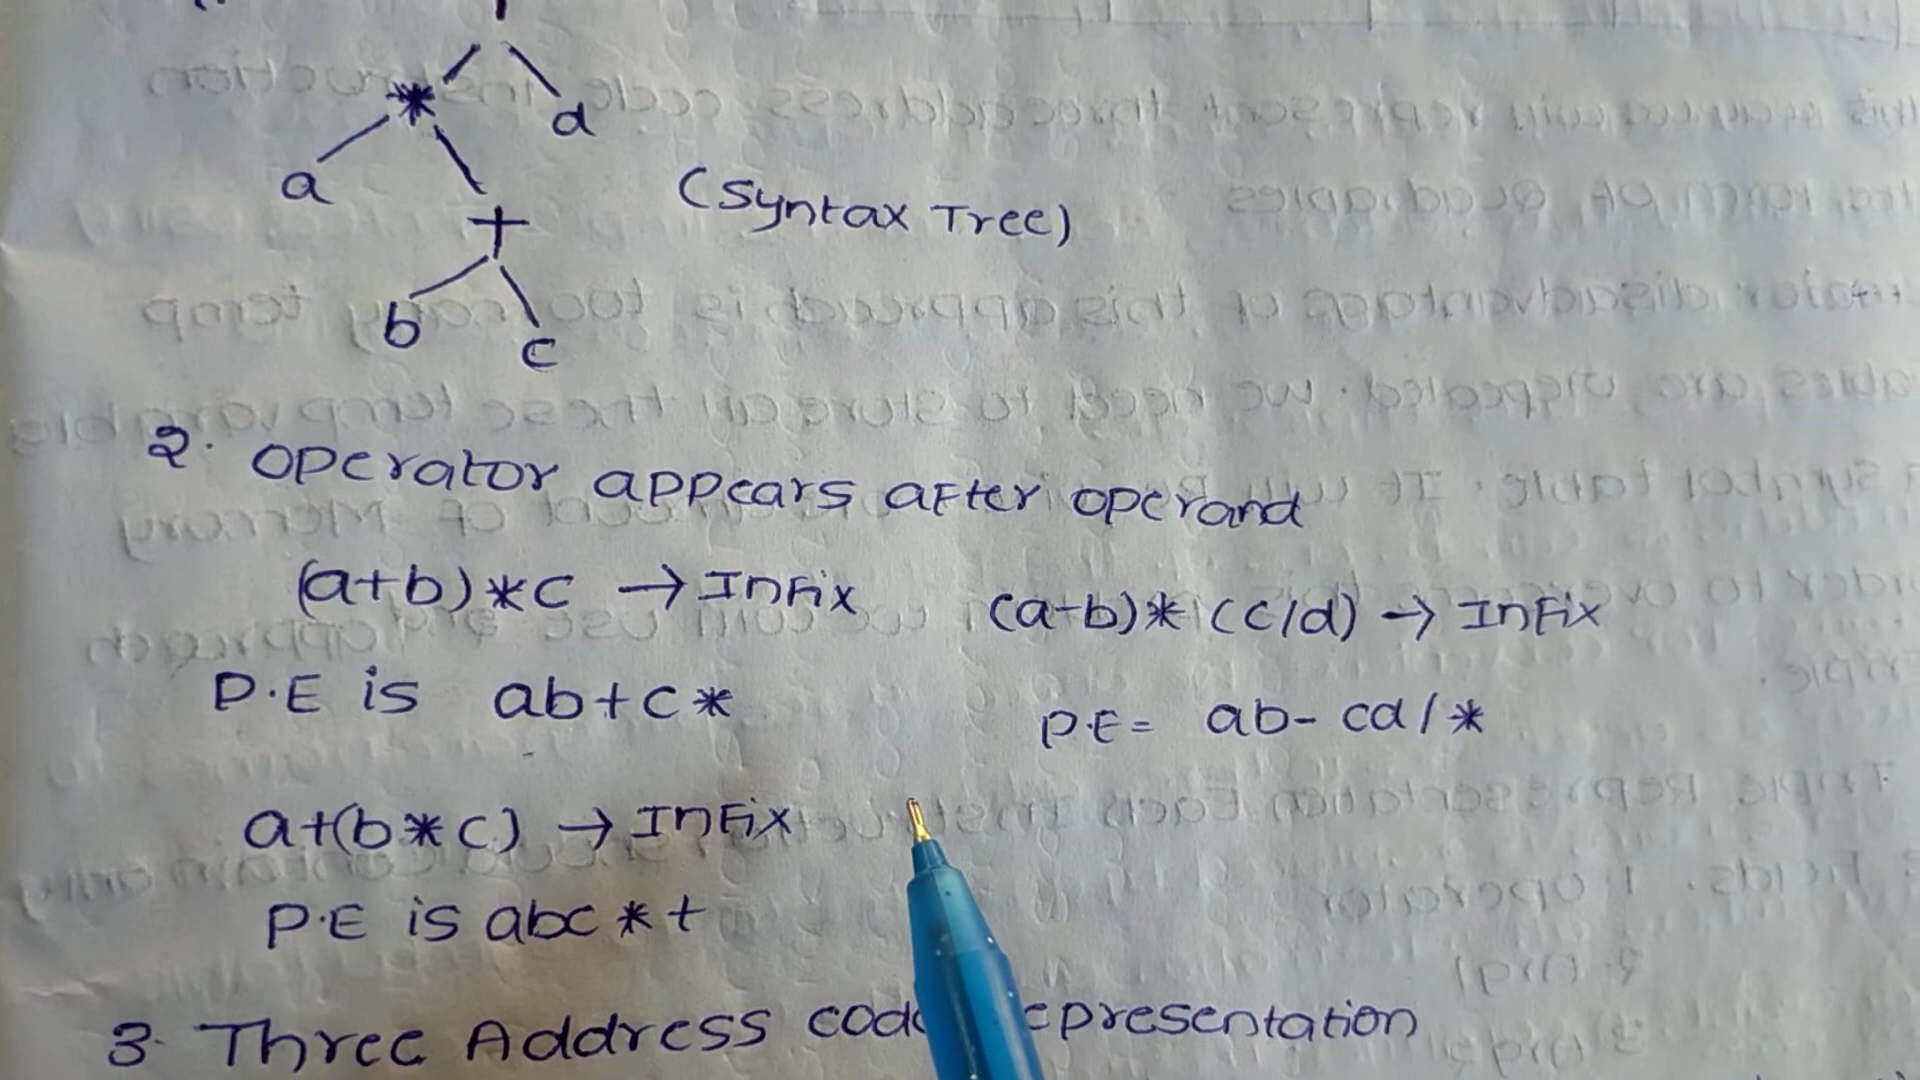 * d
a
(Syntax Tree)
+
b
c
2. operator appears after operand
(a+b)*c → Infix
(a-b)* (c/d) → Infix
P.E is ab+c*
P.E = ab- cd/*
a+(b*c) → Infix
P.E is abc*+
3. Three Address code